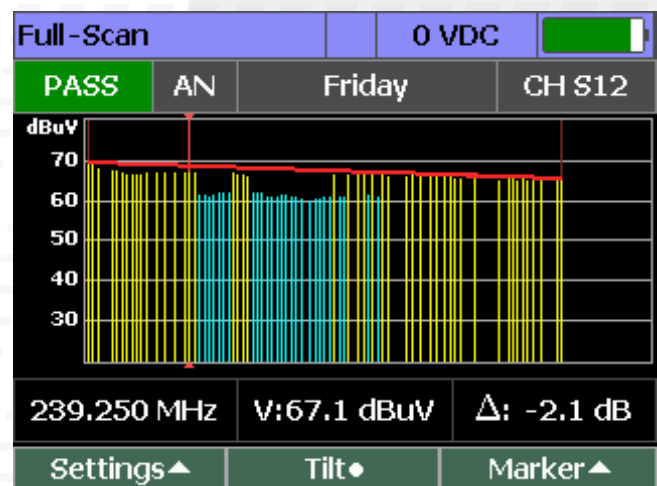 Full-Scan 0 VDC
PASS AN Friday CH S12
dBuV
70
60
50
40
30
239.250 MHz V:67.1 dBuV Δ: -2.1 dB
Settings▲ Tilt● Marker▲